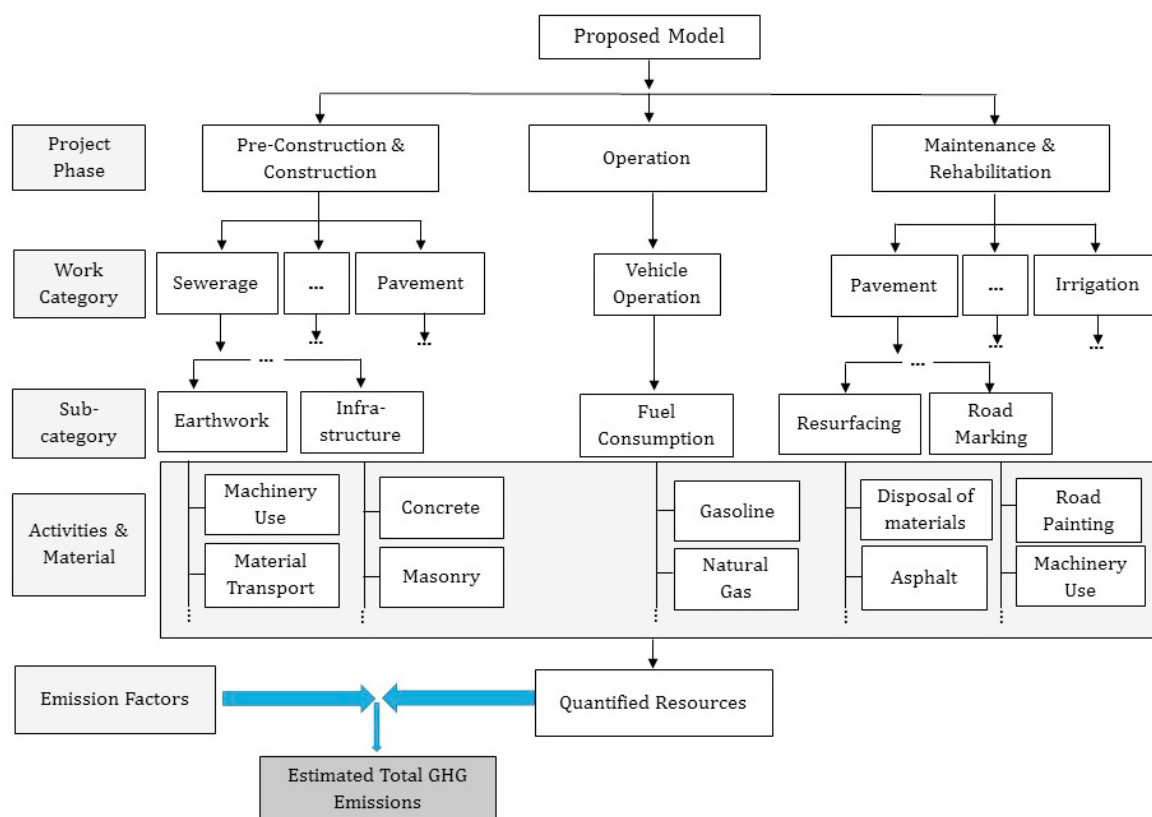 Proposed Model
Project
Phase
Pre-Construction &
Construction
Operation
Maintenance &
Rehabilitation
Work
Category
Sewerage
...
Pavement
Vehicle
Operation
Pavement
...
Irrigation
...
...
...
...
...
...
Sub-
category
Earthwork
Infra-
structure
Fuel
Consumption
Resurfacing
Road
Marking
Activities &
Material
Machinery
Use
Material
Transport
Concrete
Masonry
Gasoline
Natural
Gas
Disposal of
materials
Asphalt
Road
Painting
Machinery
Use
Emission Factors
Quantified Resources
Estimated Total GHG
Emissions